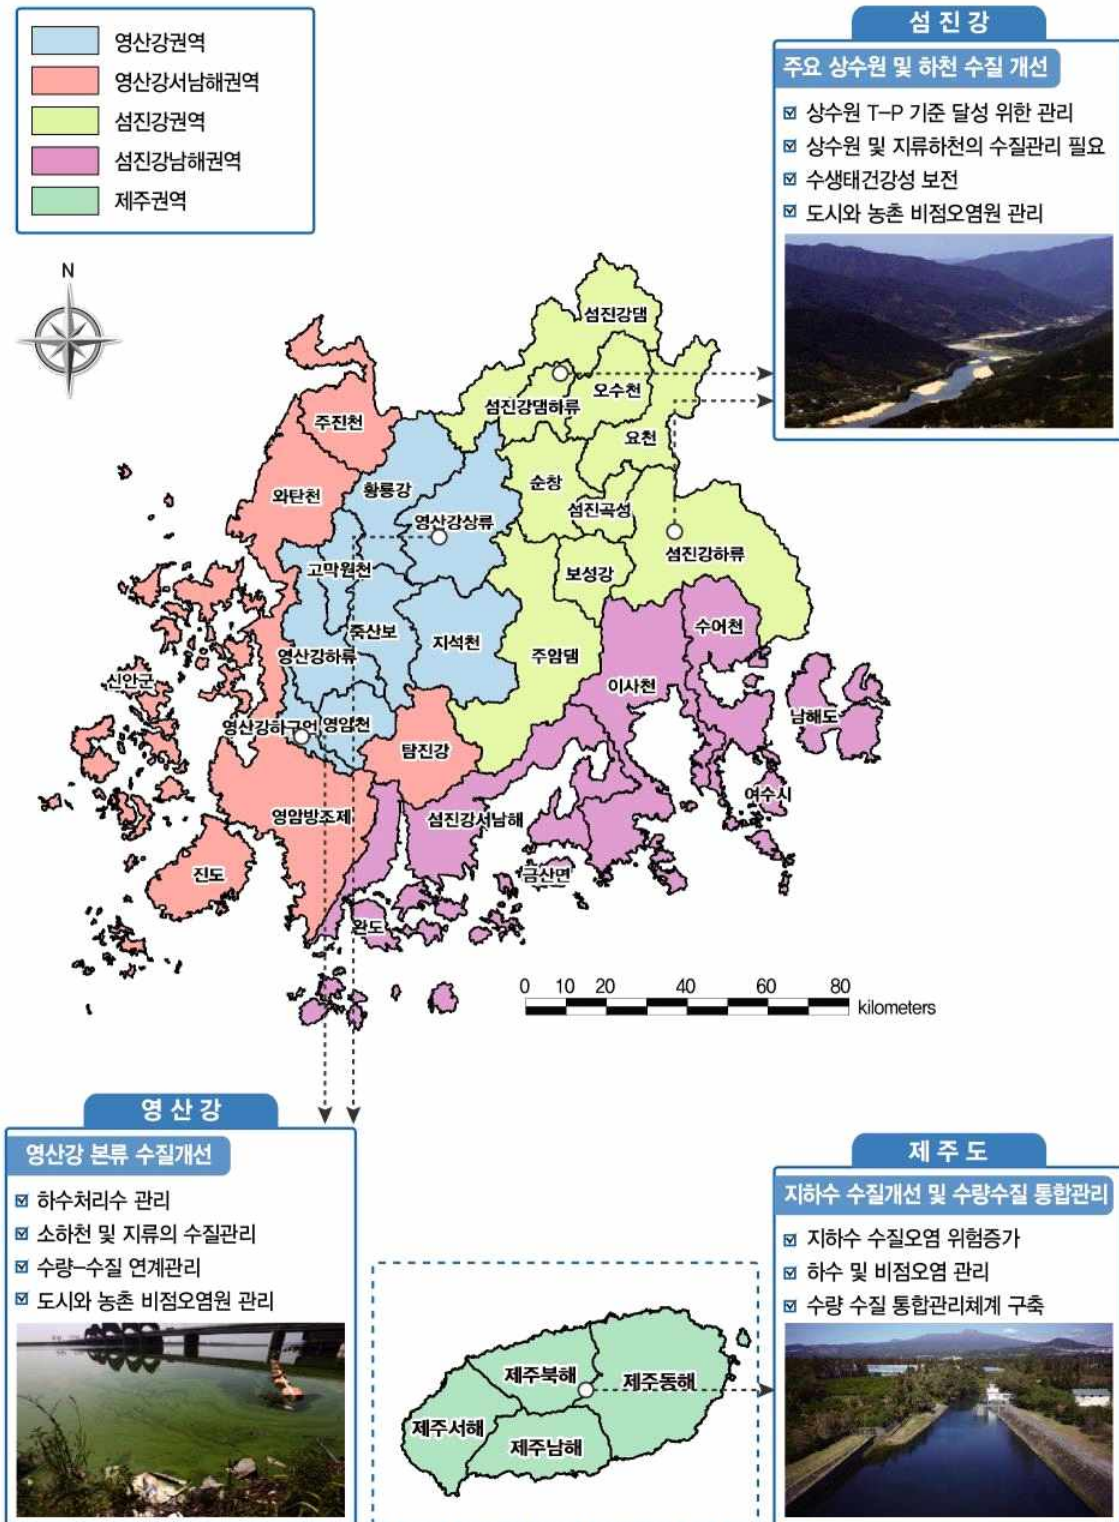 영산강권역
영산강서남해권역
섬진강권역
섬진강남해권역
제주권역
섬 진 강
주요 상수원 및 하천 수질 개선
상수원 T-P 기준 달성 위한 관리
상수원 및 지류하천의 수질관리 필요
수생태건강성 보전
도시와 농촌 비점오염원 관리
N
섬진강댐
오수천
섬진강댐하류
주진천
요천
황룡강
순창
와탄천
섬진곡성
영산강상류
섬진강하류
고막원천
보성강
수어천
죽산보
지석천
영산강하류
주암댐
이사천
신안군
남해도
영산강하구언
영암천
탐진강
여수시
영암방조제
섬진강서남해
진도
금산면
완도
0 10 20 40 60 80
kilometers
영 산 강
영산강 본류 수질개선
하수처리수 관리
소하천 및 지류의 수질관리
수량-수질 연계관리
도시와 농촌 비점오염원 관리
제 주 도
지하수 수질개선 및 수량수질 통합관리
지하수 수질오염 위험증가
하수 및 비점오염 관리
수량 수질 통합관리체계 구축
제주북해
제주동해
제주서해
제주남해